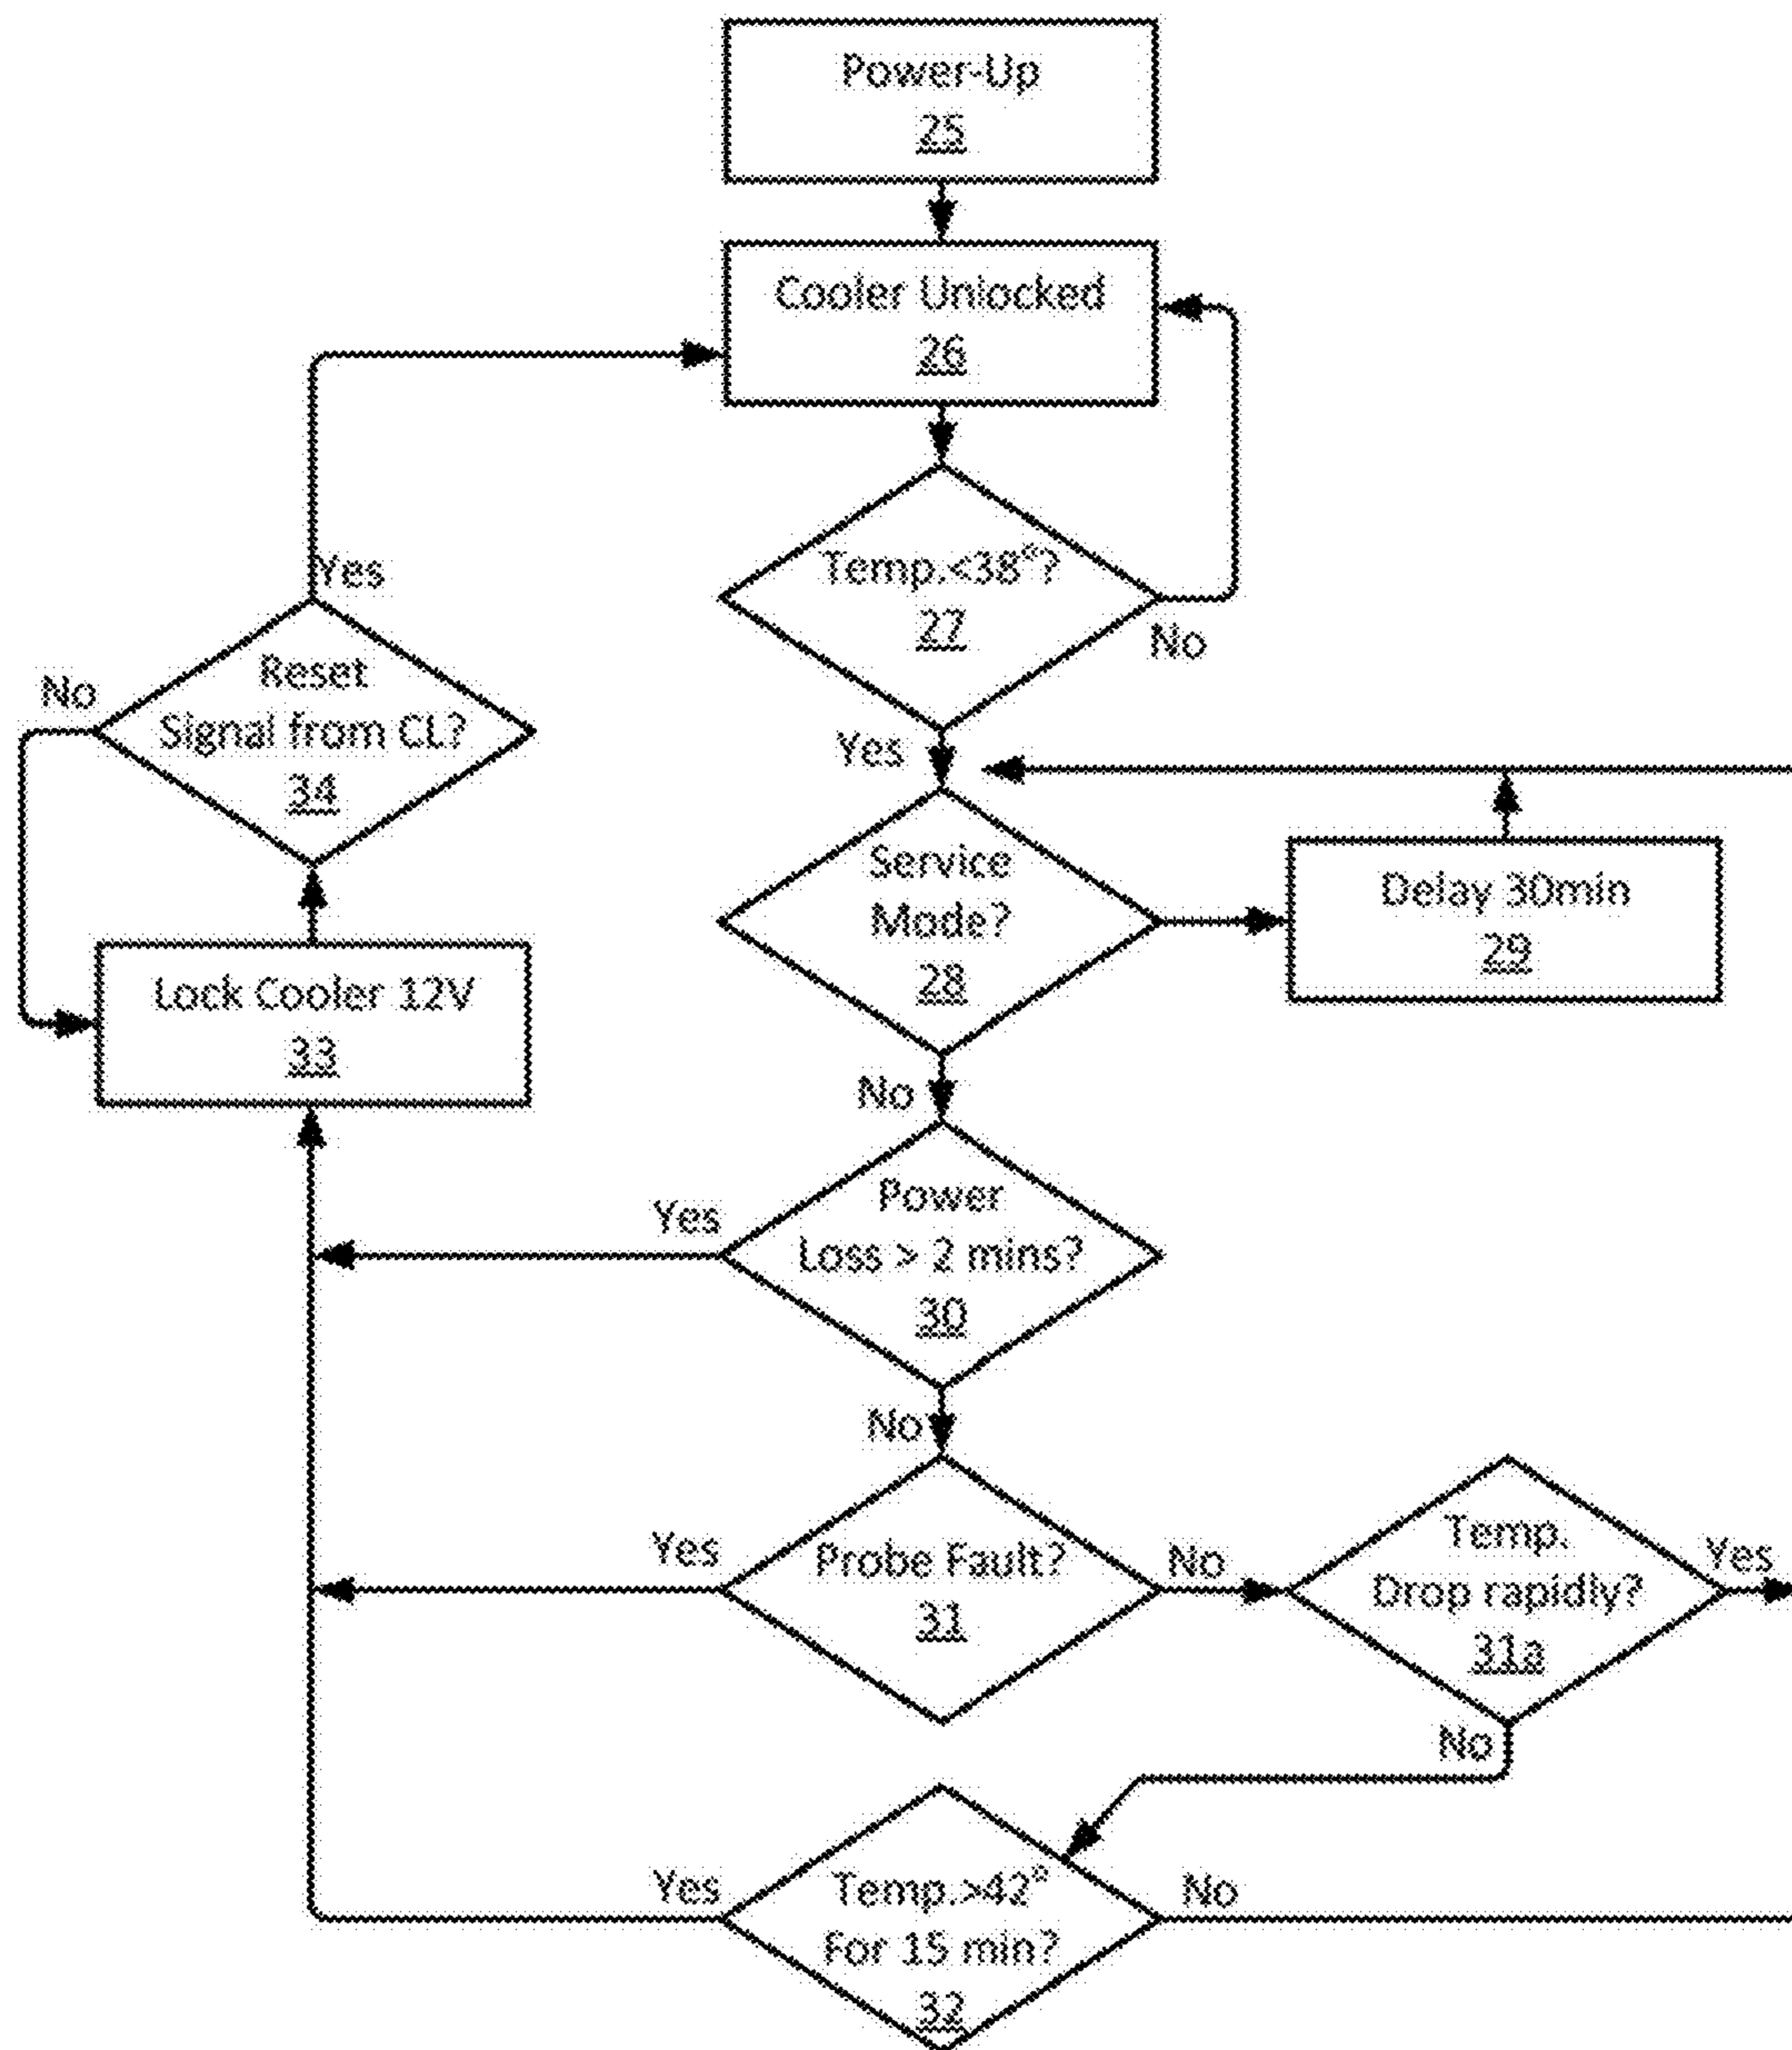 Power-Up
25
Cooler Unlocked
26
Temp.<38°?
27
No
Yes
Yes
Reset
Signal from CL?
34
No
Service
Mode?
28
Delay 30min
29
Lock Cooler 12V
33
No
Power
Loss > 2 mins?
30
Yes
No
Probe Fault?
31
Yes
No
Temp.
Drop rapidly?
31a
Yes
No
Temp.>42°
For 15 min?
32
Yes
No